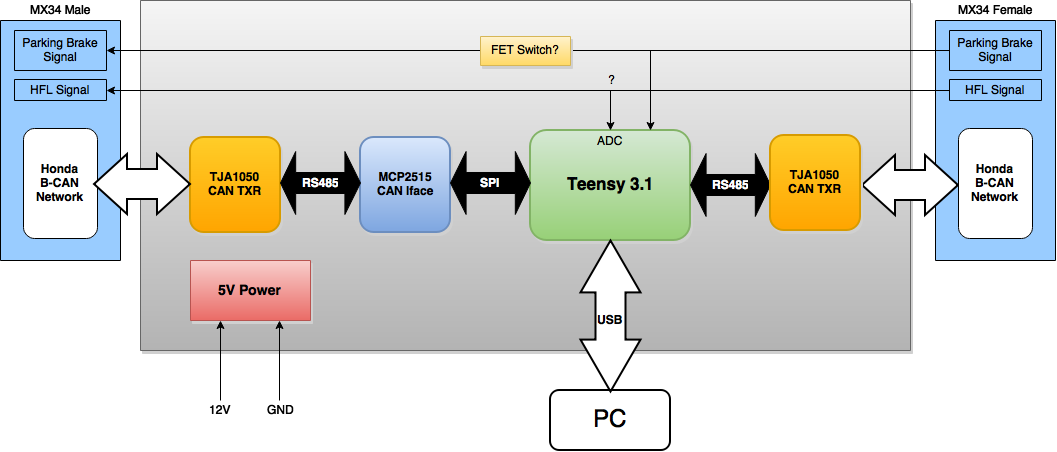 MX34 Male
MX34 Female
Parking Brake
Signal
FET Switch?
Parking Brake
Signal
HFL Signal
?
HFL Signal
Honda
B-CAN
Network
TJA1050
CAN TXR
RS485
MCP2515
CAN Iface
SPI
ADC
Teensy 3.1
RS485
TJA1050
CAN TXR
Honda
B-CAN
Network
5V Power
USB
12V
GND
PC